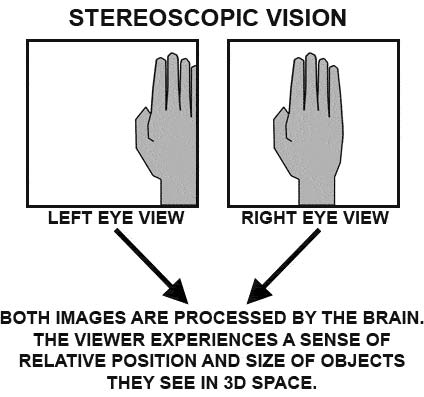 STEREOSCOPIC VISION
LEFT EYE VIEW
RIGHT EYE VIEW
BOTH IMAGES ARE PROCESSED BY THE BRAIN.
THE VIEWER EXPERIENCES A SENSE OF
RELATIVE POSITION AND SIZE OF OBJECTS
THEY SEE IN 3D SPACE.